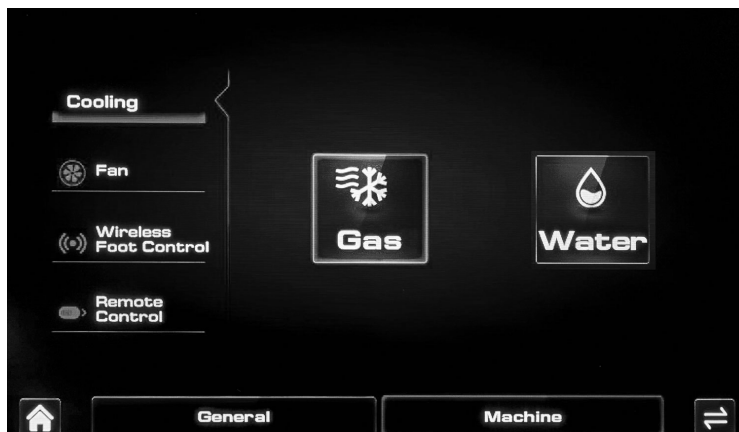 Cooling
Fan
Wireless
Foot Control
Remote
Control
Gas
Water
General
Machine